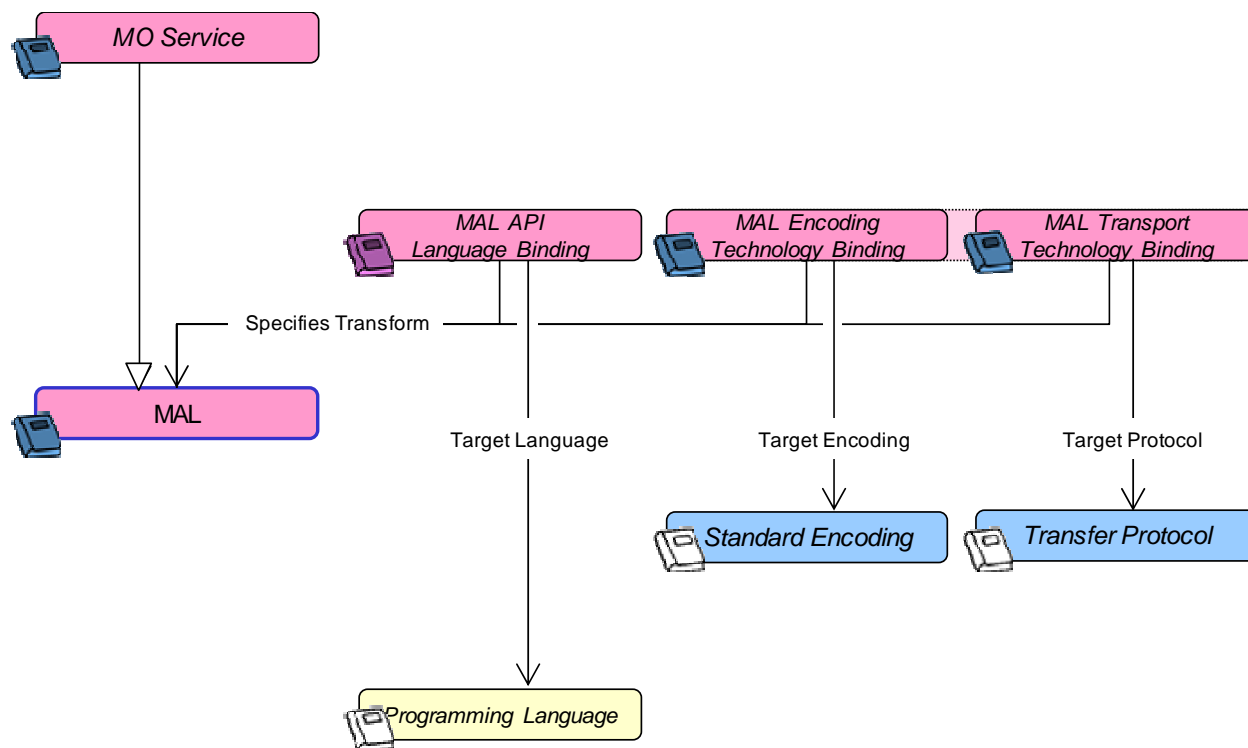 MO Service
MAL API
Language Binding
MAL Encoding
Technology Binding
MAL Transport
Technology Binding
Specifies Transform
MAL
Target Language
Target Encoding
Target Protocol
Standard Encoding
Transfer Protocol
Programming Language